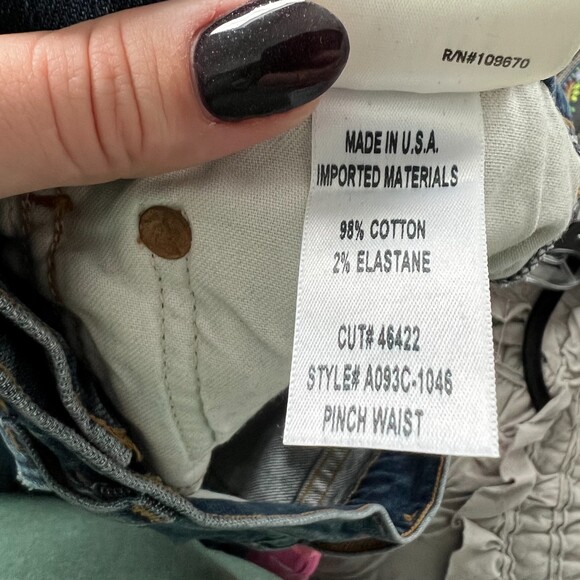 R/N#109670
MADE IN U.S.A.
IMPORTED MATERIALS
98% COTTON
2% ELASTANE
CUT# 46422
STYLE# A093C-1046
PINCH WAIST